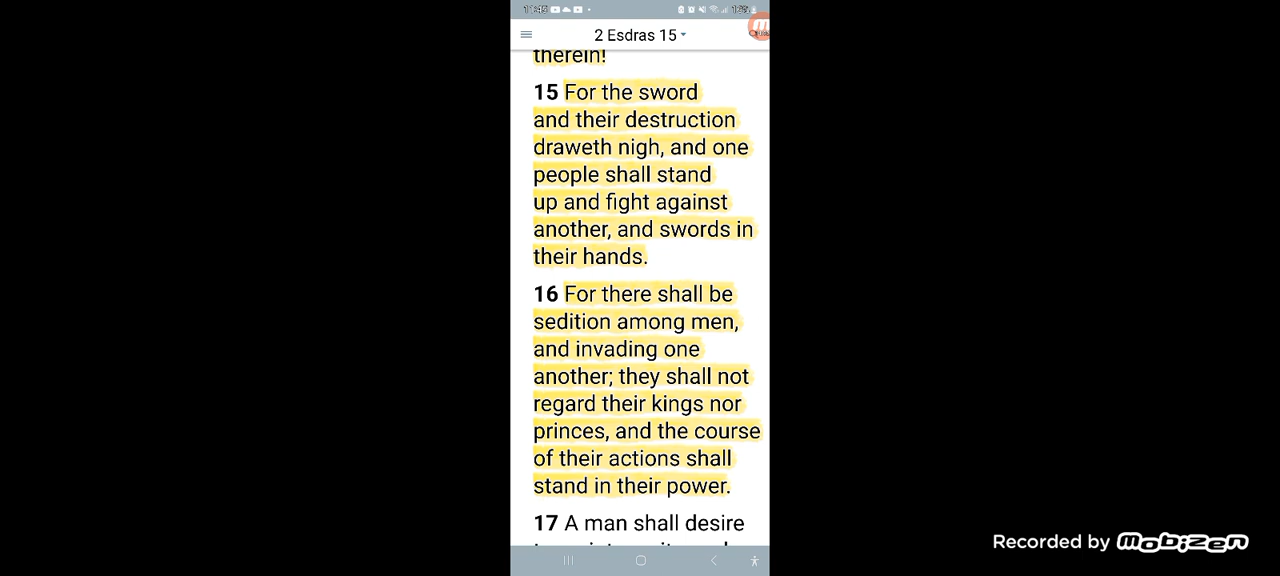 2 Esdras 15
therein!
15 For the sword
and their destruction
draweth nigh, and one
people shall stand
up and fight against
another, and swords in
their hands.
16 For there shall be
sedition among men,
and invading one
another; they shall not
regard their kings nor
princes, and the course
of their actions shall
stand in their power.
17 A man shall desire
Recorded by Mobizen